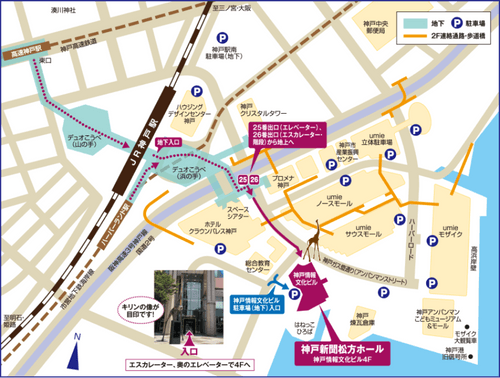 湊川神社
至三ノ宮・大阪
地下
P 駐車場
2F連絡通路・歩道橋
高速神戸駅
神戸高速鉄道
東口
神戸駅南
駐車場(地下)
神戸中央
郵便局
デュオこうべ
(山の手)
JR神戸駅
地下入口
ハウジング
デザインセンター
神戸
神戸
クリスタルタワー
25番出口(エレベーター)、
26番出口(エスカレーター・
階段)から地上へ
umie
立体駐車場
神戸市
産業振興
センター
デュオこうべ
(浜の手)
25
26
プロメナ
神戸
umie
ノースモール
umie
サウスモール
umie
モザイク
高浜岸壁
ハーバーロード
ハーバーランド駅
スペース
シアター
ホテル
クラウンパレス神戸
阪神高速3号神戸線
国道2号
市営地下鉄海岸線
至明石・
姫路
総合教育
センター
神戸情報
文化ビル
神戸ガス燈通り(アンパンマンストリート)
キリンの像が
目印です!
神戸情報文化ビル
駐車場(地下)入口
はねっこ
ひろば
神戸
煉瓦倉庫
神戸アンパンマン
こどもミュージアム
&モール
モザイク
大観覧車
神戸港
旧信号所
神戸新聞松方ホール
神戸情報文化ビル4F
入口
エスカレーター、奥のエレベーターで4Fへ
N